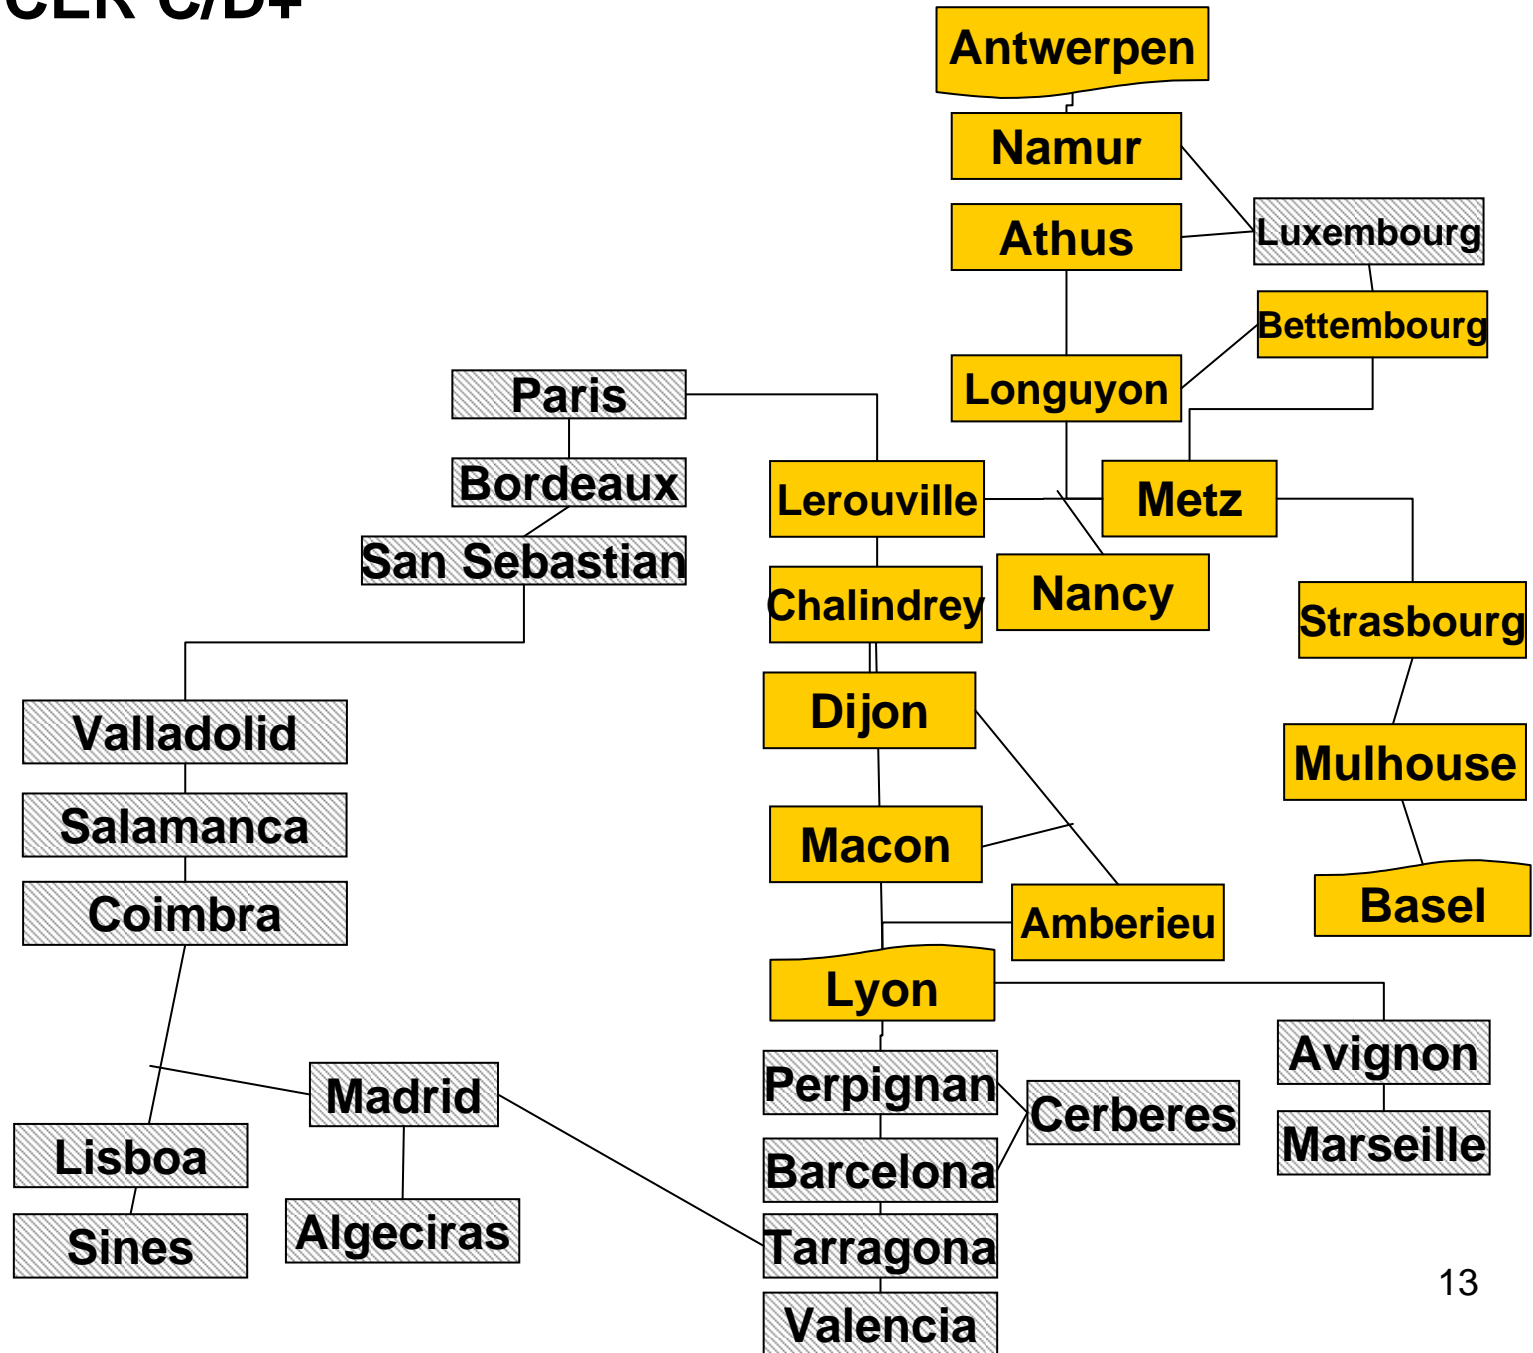 CER C/D+
Antwerpen
Namur
Athus
Luxembourg
Bettembourg
Longuyon
Paris
Bordeaux
San Sebastian
Lerouville
Metz
Chalindrey
Nancy
Strasbourg
Valladolid
Dijon
Mulhouse
Salamanca
Macon
Coimbra
Amberieu
Basel
Lyon
Avignon
Perpignan
Madrid
Cerberes
Marseille
Lisboa
Barcelona
Sines
Algeciras
Tarragona
13
Valencia